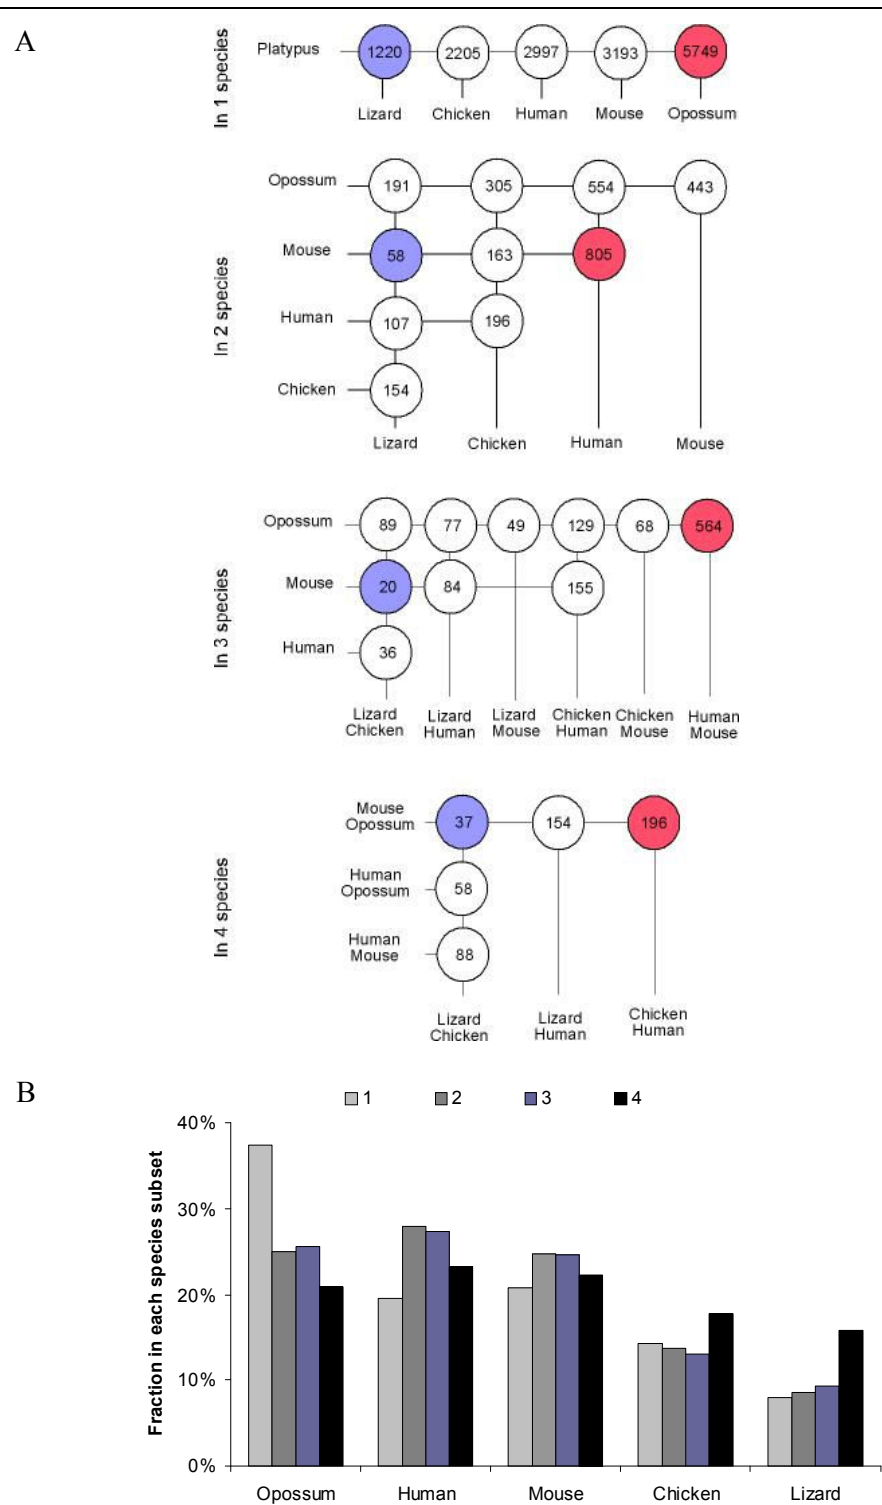 A
In 1 species
Platypus
1220 2205 2997 3193 5749
Lizard Chicken Human Mouse Opossum
In 2 species
Opossum 191 305 554 443
Mouse 58 163 805
Human 107 196
Chicken 154
Lizard Chicken Human Mouse
In 3 species
Opossum 89 77 49 129 68 564
Mouse 20 84 155
Human 36
Lizard Lizard Lizard Chicken Chicken Human
Chicken Human Mouse Human Mouse Mouse
In 4 species
Mouse
Opossum
37 154 196
Human
Opossum
58
Human
Mouse
88
Lizard Lizard Chicken
Chicken Human Human
B
1 2 3 4
Fraction in each species subset
40%
30%
20%
10%
0%
Opossum Human Mouse Chicken Lizard